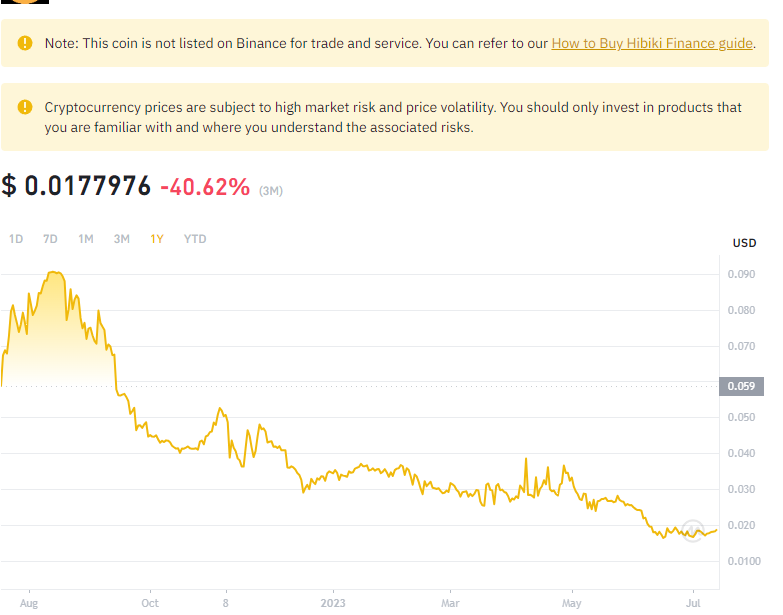 Note: This coin is not listed on Binance for trade and service. You can refer to our How to Buy Hibiki Finance guide.
Cryptocurrency prices are subject to high market risk and price volatility. You should only invest in products that
you are familiar with and where you understand the associated risks.
$ 0.0177976 -40.62% (3M)
1D 7D 1M 3M 1Y YTD
USD
0.090
0.080
0.070
0.059
0.050
0.040
0.030
0.020
0.0100
Aug Oct 8 2023 Mar May Jul